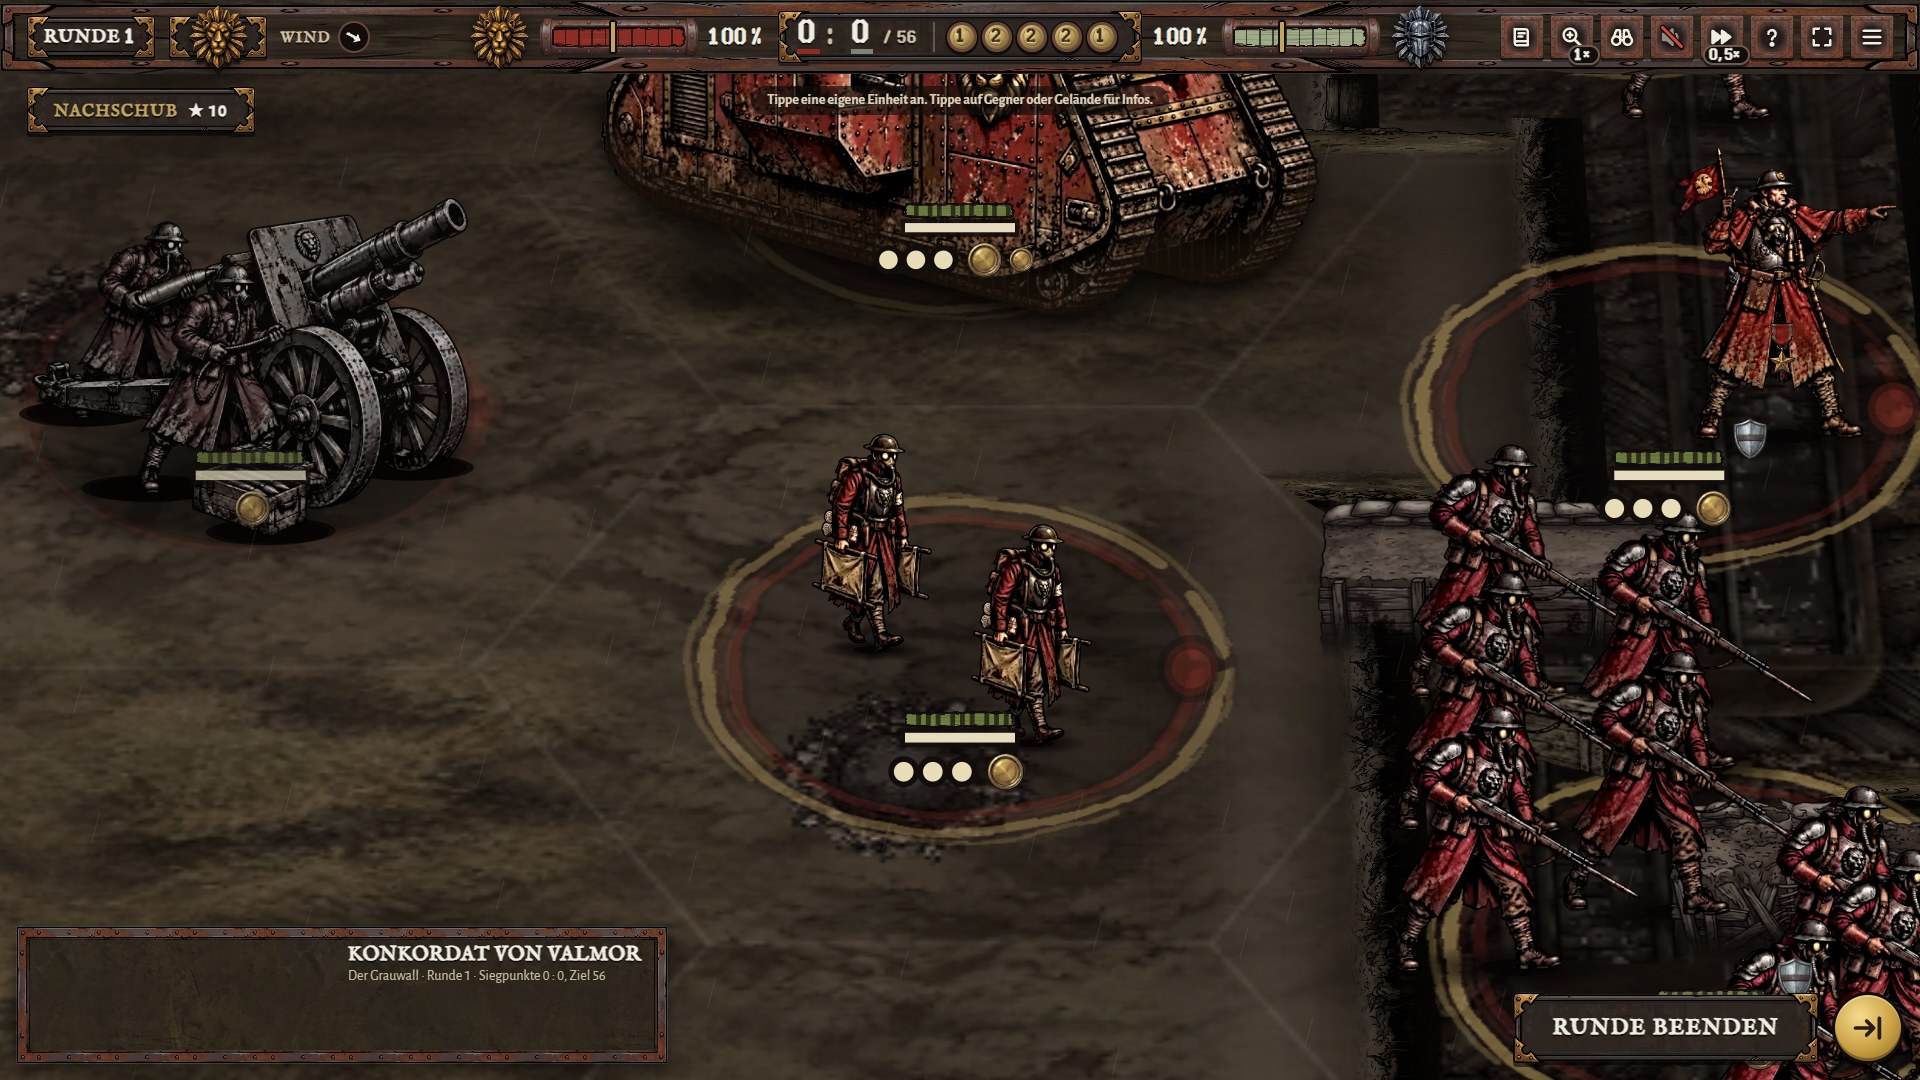 RUNDE 1
WIND
100%
0 : 0 / 56
1 2 2 2 1
100%
1×
0,5×
?
NACHSCHUB ★ 10
Tippe eine eigene Einheit an. Tippe auf Gegner oder Gelände für Infos.
KONKORDAT VON VALMOR
Der Grauwall · Runde 1 · Siegpunkte 0 : 0, Ziel 56
RUNDE BEENDEN